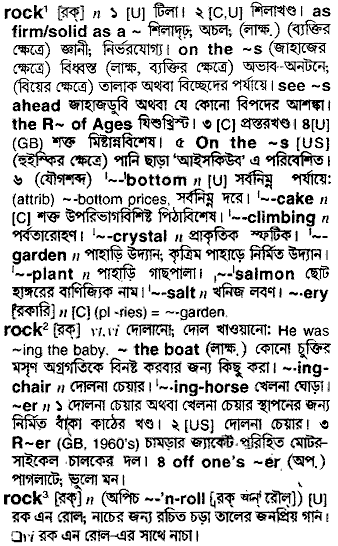 rock¹ [রক্] n ১ [U] টিলা। ২ [C,U] শিলাখণ্ড। as
firm/solid as a ~ শিলাদৃঢ়; অচল; (লাক্ষ.) (ব্যক্তির
ক্ষেত্রে) জ্ঞানী; নির্ভরযোগ্য। on the ~s (জাহাজের
ক্ষেত্রে) বিধ্বস্ত (লাক্ষ, ব্যক্তির ক্ষেত্রে) অভাব-অনটনে;
(বিয়ের ক্ষেত্রে) তালাক অথবা বিচ্ছেদের পর্যায়ে। see ~s
ahead জাহাজডুবি অথবা যে কোনো বিপদের আশঙ্কা।
the R~ of Ages যিশুখ্রিস্ট। ৩ [C] প্রস্তরখণ্ড। ৪[U]
(GB) শক্ত মিষ্টান্নবিশেষ। ৫ On the ~s [US]
(হুইস্কির ক্ষেত্রে) পানি ছাড়া 'আইসকিউব' এ পরিবেশিত।
৬ (যৌগশব্দ) ˈ~-ˈbottom n [U] সর্বনিম্ন পর্যায়ে:
(attrib) ~-bottom prices, সর্বনিম্ন দরে। ˈ~-cake n
[C] শক্ত উপরিভাগবিশিষ্ট পিঠাবিশেষ। ˈ~-climbing n
পর্বতারোহণ। ˈ~-crystal n প্রাকৃতিক স্ফটিক। ˈ~-
garden n পাহাড়ি উদ্যান; কৃত্রিম পাহাড়ে নির্মিত উদ্যান।
ˈ~-plant n পাহাড়ি গাছপালা। ˌ~-ˈsalmon ছোট
হাঙ্গরের বাণিজ্যিক নাম। ˈ~-salt n খনিজ লবণ। ~-ery
[রকারি] n [C] (pl -ries) = ~-garden.
rock² [রক্] vi,vt দোলানো; দোল খাওয়ানো: He was
~ing the baby. ~ the boat (লাক্ষ.) কোনো চুক্তির
মসৃণ অগ্রগতিকে বিনষ্ট করবার জন্য কিছু করা। ~-ing-
chair n দোলনা চেয়ার। ˈ~-ing-horse খেলনা ঘোড়া।
~er n ১ দোলনা চেয়ার অথবা খেলনা চেয়ার স্থাপনের জন্য
নির্মিত বাঁকা কাঠের খণ্ড। ২ [US] দোলনা চেয়ার। ৩
R~er (GB, 1960's) চামড়ার জ্যাকেট পরিহিত মোটর-
সাইকেল চালকের দল। ৪ off one's ~er (অপ.)
পাগলাটে; ভুলো মন।
rock³ [রক্] n (অপিচ ~-ˈn-roll [ˌরক্ অ্যান্ ˈরৌল্]) [U]
রক এন রোল; নাচের জন্য রচিত চড়া তালের জনপ্রিয় গান।
□vi রক এন রোল-এর সাথে নাচা।